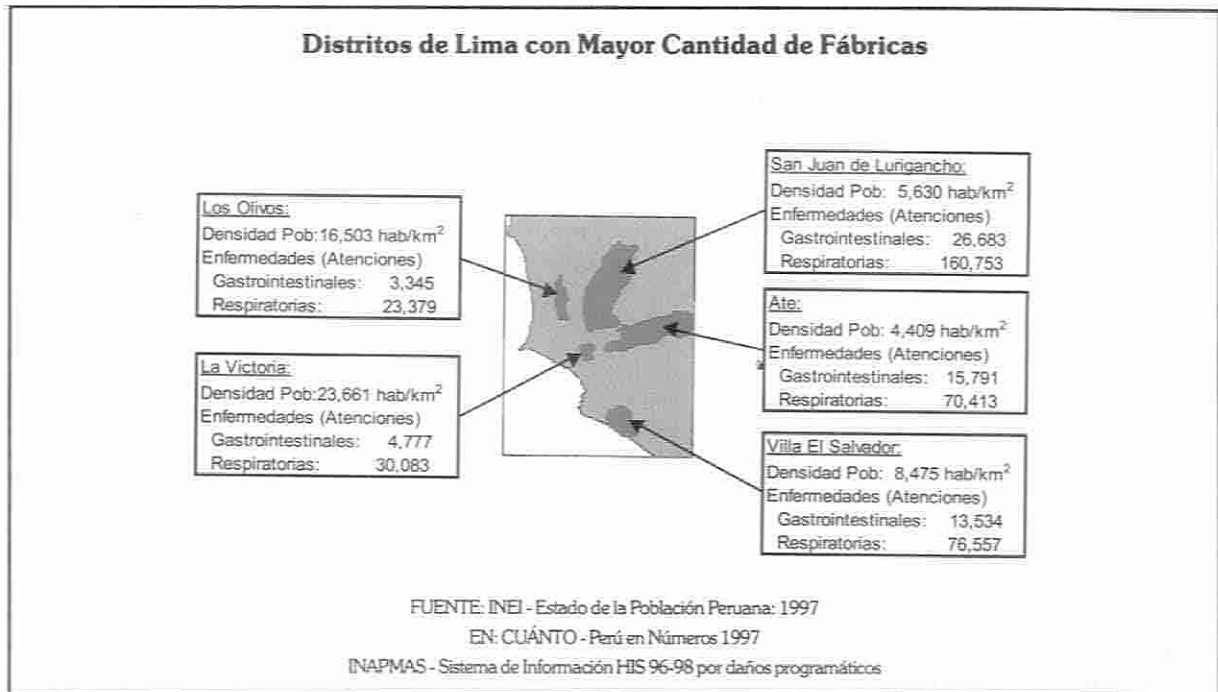 Distritos de Lima con Mayor Cantidad de Fábricas
Los Olivos:
Densidad Pob:16,503 hab/km²
Enfermedades (Atenciones)
Gastrointestinales: 3,345
Respiratorias: 23,379
La Victoria:
Densidad Pob:23,661 hab/km²
Enfermedades (Atenciones)
Gastrointestinales: 4,777
Respiratorias: 30,083
San Juan de Lurigancho:
Densidad Pob: 5,630 hab/km²
Enfermedades (Atenciones)
Gastrointestinales: 26,683
Respiratorias: 160,753
Ate:
Densidad Pob: 4,409 hab/km²
Enfermedades (Atenciones)
Gastrointestinales: 15,791
Respiratorias: 70,413
Villa El Salvador:
Densidad Pob: 8,475 hab/km²
Enfermedades (Atenciones)
Gastrointestinales: 13,534
Respiratorias: 76,557
FUENTE: INEI - Estado de la Población Peruana: 1997
EN: CUÁNTO - Perú en Números 1997
INAPMAS - Sistema de Información HIS 96-98 por daños programáticos